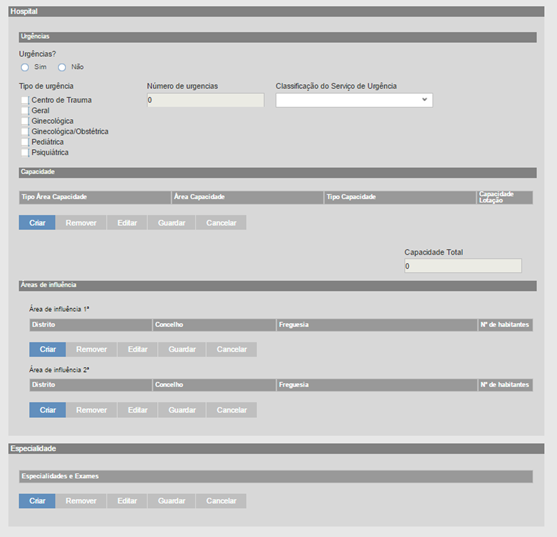 Hospital
Urgências
Urgências?
Sim Não
Tipo de urgência Número de urgencias Classificação do Serviço de Urgência
Centro de Trauma 0
Geral
Ginecológica
Ginecológica/Obstétrica
Pediátrica
Psiquiátrica
Capacidade
Tipo Área Capacidade Área Capacidade Tipo Capacidade Capacidade Lotação
Criar Remover Editar Guardar Cancelar
Capacidade Total
0
Áreas de influência
Área de influência 1ª
Distrito Concelho Freguesia Nº de habitantes
Criar Remover Editar Guardar Cancelar
Área de influência 2ª
Distrito Concelho Freguesia Nº de habitantes
Criar Remover Editar Guardar Cancelar
Especialidade
Especialidades e Exames
Criar Remover Editar Guardar Cancelar